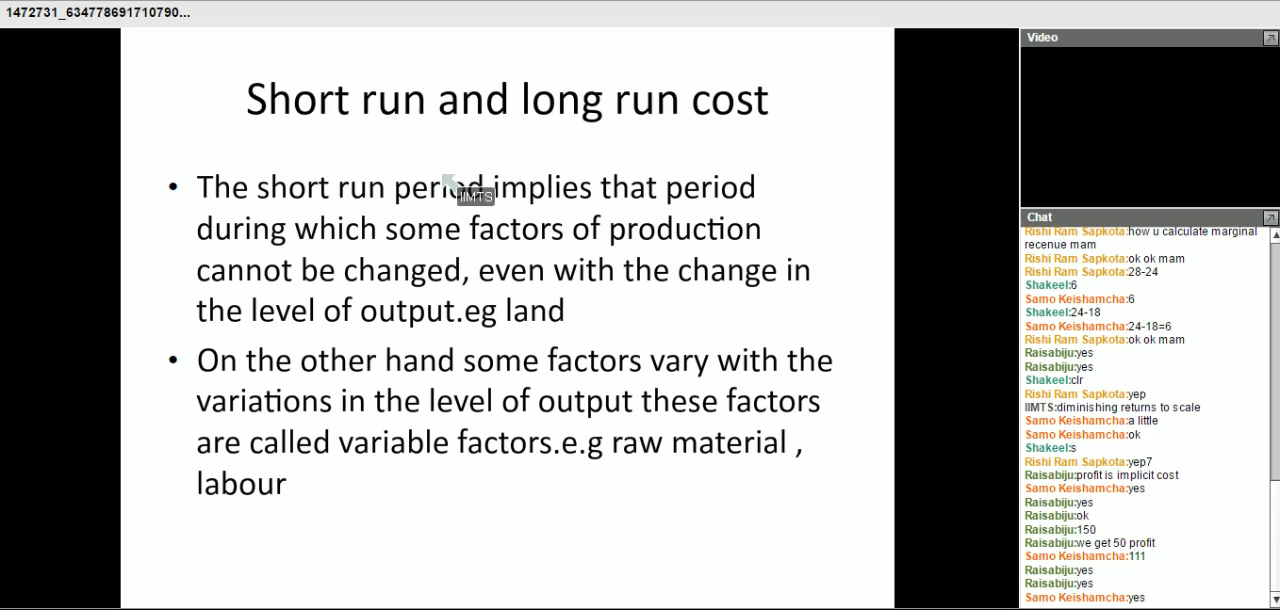 1472731_634778691710790...
Short run and long run cost
• The short run period implies that period
during which some factors of production
cannot be changed, even with the change in
the level of output.eg land
• On the other hand some factors vary with the
variations in the level of output these factors
are called variable factors.e.g raw material ,
labour
IIMTS
Video
Chat
Rishi Ram Sapkota:how u calculate marginal
recenue mam
Rishi Ram Sapkota:ok ok mam
Rishi Ram Sapkota:28-24
Shakeel:6
Samo Keishamcha:6
Shakeel:24-18
Samo Keishamcha:24-18=6
Rishi Ram Sapkota:ok ok mam
Raisabiju:yes
Raisabiju:yes
Shakeel:clr
Rishi Ram Sapkota:yep
IIMTS:diminishing returns to scale
Samo Keishamcha:a little
Samo Keishamcha:ok
Shakeel:s
Rishi Ram Sapkota:yep7
Raisabiju:profit is implicit cost
Samo Keishamcha:yes
Raisabiju:yes
Raisabiju:ok
Raisabiju:150
Raisabiju:we get 50 profit
Samo Keishamcha:111
Raisabiju:yes
Raisabiju:yes
Samo Keishamcha:yes